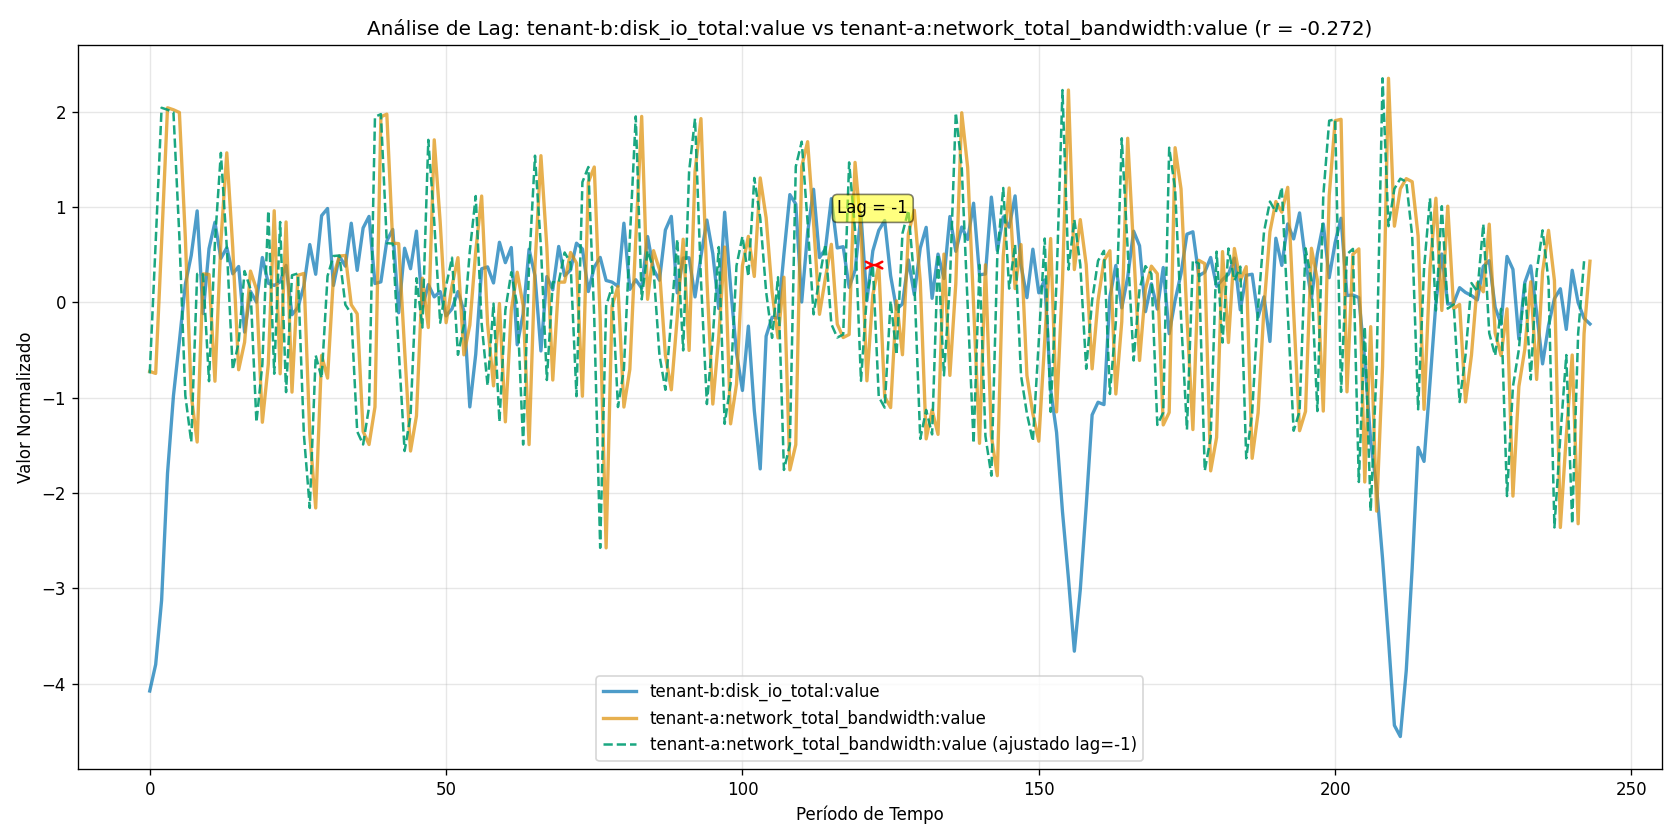 Análise de Lag: tenant-b:disk_io_total:value vs tenant-a:network_total_bandwidth:value (r = -0.272)
Valor Normalizado
2
1
0
−1
−2
−3
−4
Lag = -1
tenant-b:disk_io_total:value
tenant-a:network_total_bandwidth:value
tenant-a:network_total_bandwidth:value (ajustado lag=-1)
0 50 100 150 200 250
Período de Tempo